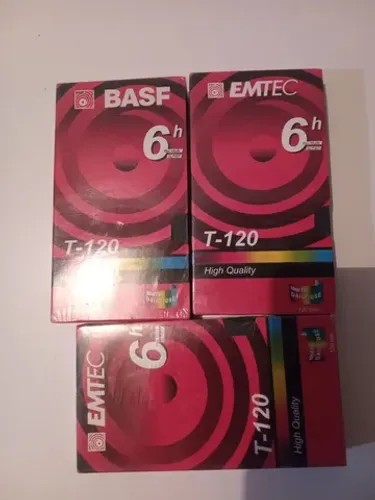 BASF
6h
T-120
EMTEC
6h
T-120
High Quality
EMTEC
6h
T-120
High Quality